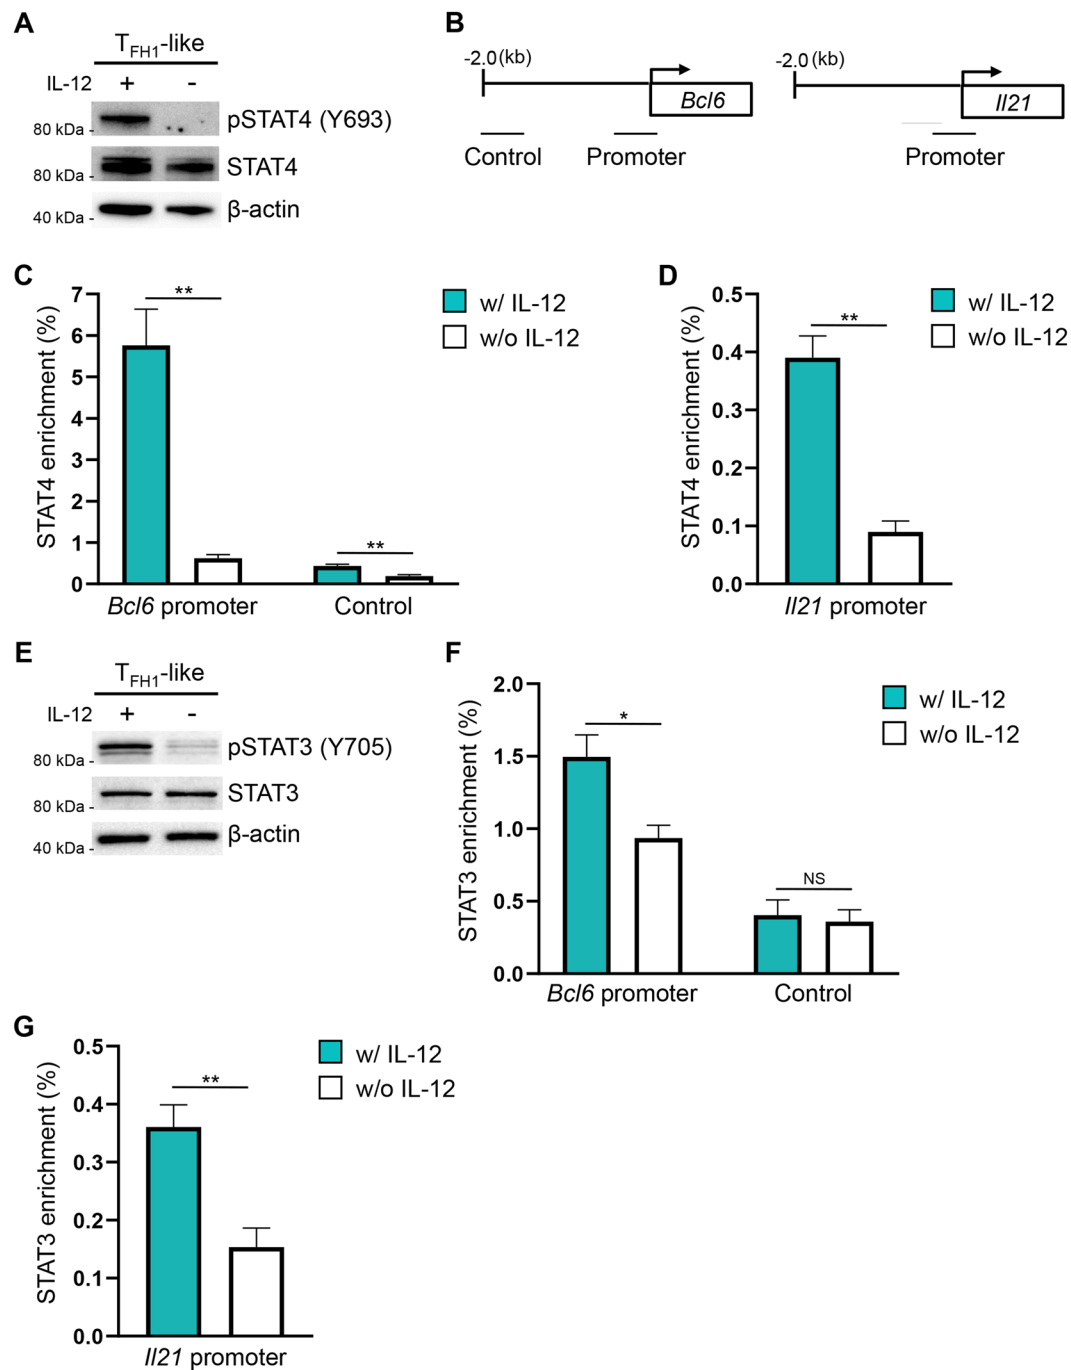 A
T_FH1-like
IL-12 + -
80 kDa - pSTAT4 (Y693)
80 kDa - STAT4
40 kDa - β-actin
B
-2.0(kb)
Bcl6
Control Promoter
-2.0(kb)
Il21
Promoter
C
STAT4 enrichment (%)
7
6
5
4
3
2
1
0
**
**
Bcl6 promoter Control
w/ IL-12
w/o IL-12
D
STAT4 enrichment (%)
0.5
0.4
0.3
0.2
0.1
0.0
**
Il21 promoter
w/ IL-12
w/o IL-12
E
T_FH1-like
IL-12 + -
80 kDa - pSTAT3 (Y705)
80 kDa - STAT3
40 kDa - β-actin
F
STAT3 enrichment (%)
2.0
1.5
1.0
0.5
0.0
*
NS
Bcl6 promoter Control
w/ IL-12
w/o IL-12
G
STAT3 enrichment (%)
0.5
0.4
0.3
0.2
0.1
0.0
**
Il21 promoter
w/ IL-12
w/o IL-12